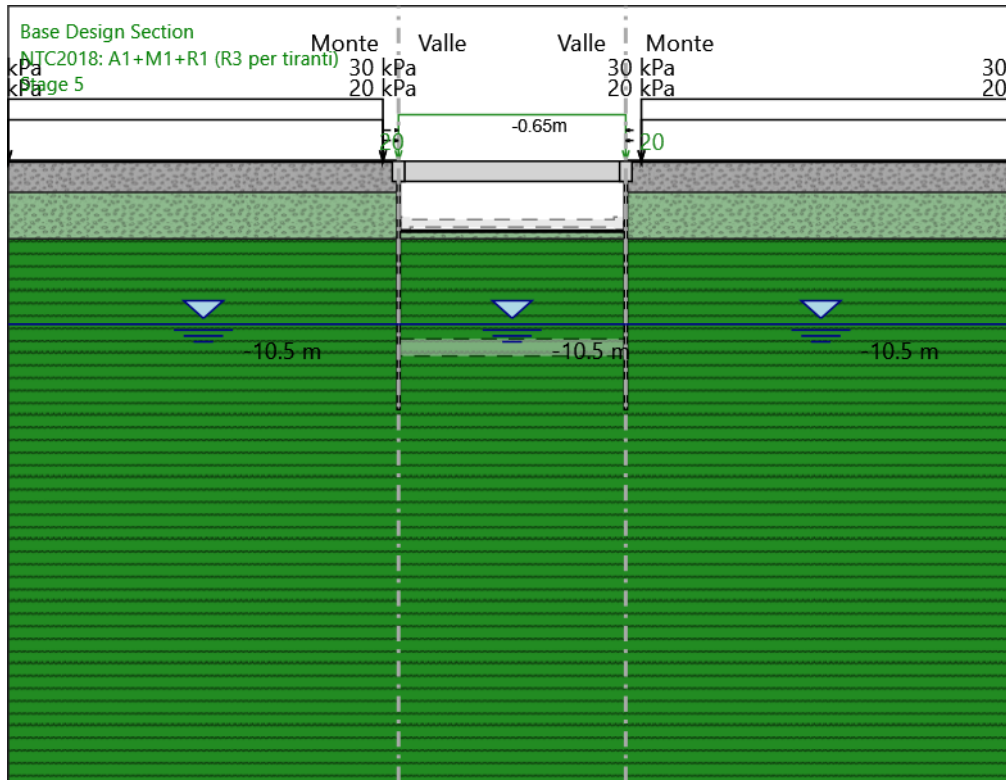 Base Design Section
NTC2018: A1+M1+R1 (R3 per tiranti)
Stage 5
Monte Valle Valle Monte
kPa 30 kPa 30 kPa 30
kPa 20 kPa 20 kPa 20
-0.65m
20 20
-10.5 m -10.5 m -10.5 m